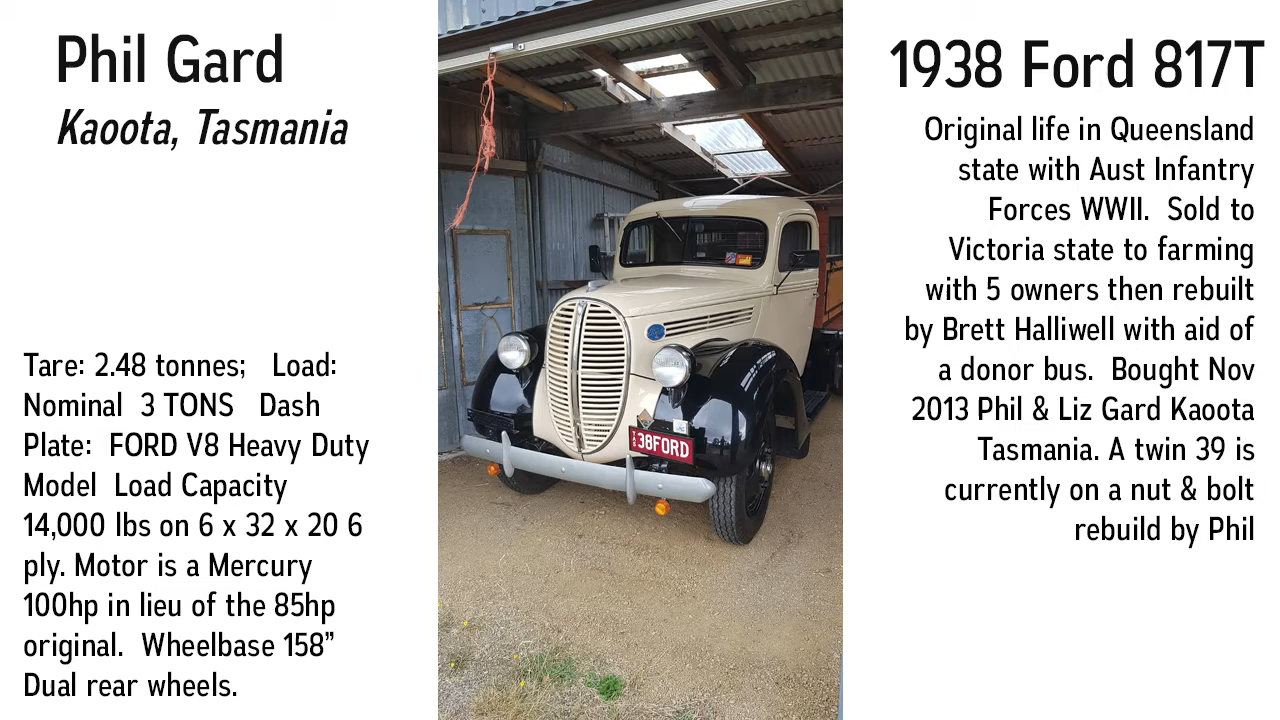 Phil Gard
Kaoota, Tasmania
Tare: 2.48 tonnes;   Load:
Nominal  3 TONS   Dash
Plate:  FORD V8 Heavy Duty
Model  Load Capacity
14,000 lbs on 6 x 32 x 20 6
ply. Motor is a Mercury
100hp in lieu of the 85hp
original.  Wheelbase 158”
Dual rear wheels.
TAS 38FORD
1938 Ford 817T
Original life in Queensland
state with Aust Infantry
Forces WWII.  Sold to
Victoria state to farming
with 5 owners then rebuilt
by Brett Halliwell with aid of
a donor bus.  Bought Nov
2013 Phil & Liz Gard Kaoota
Tasmania. A twin 39 is
currently on a nut & bolt
rebuild by Phil